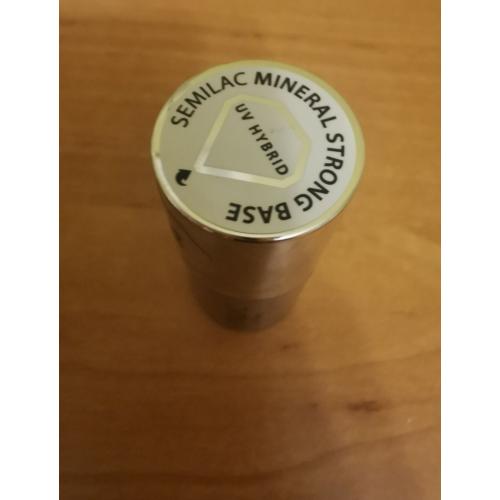 SEMILAC MINERAL STRONG BASE
UV HYBRID